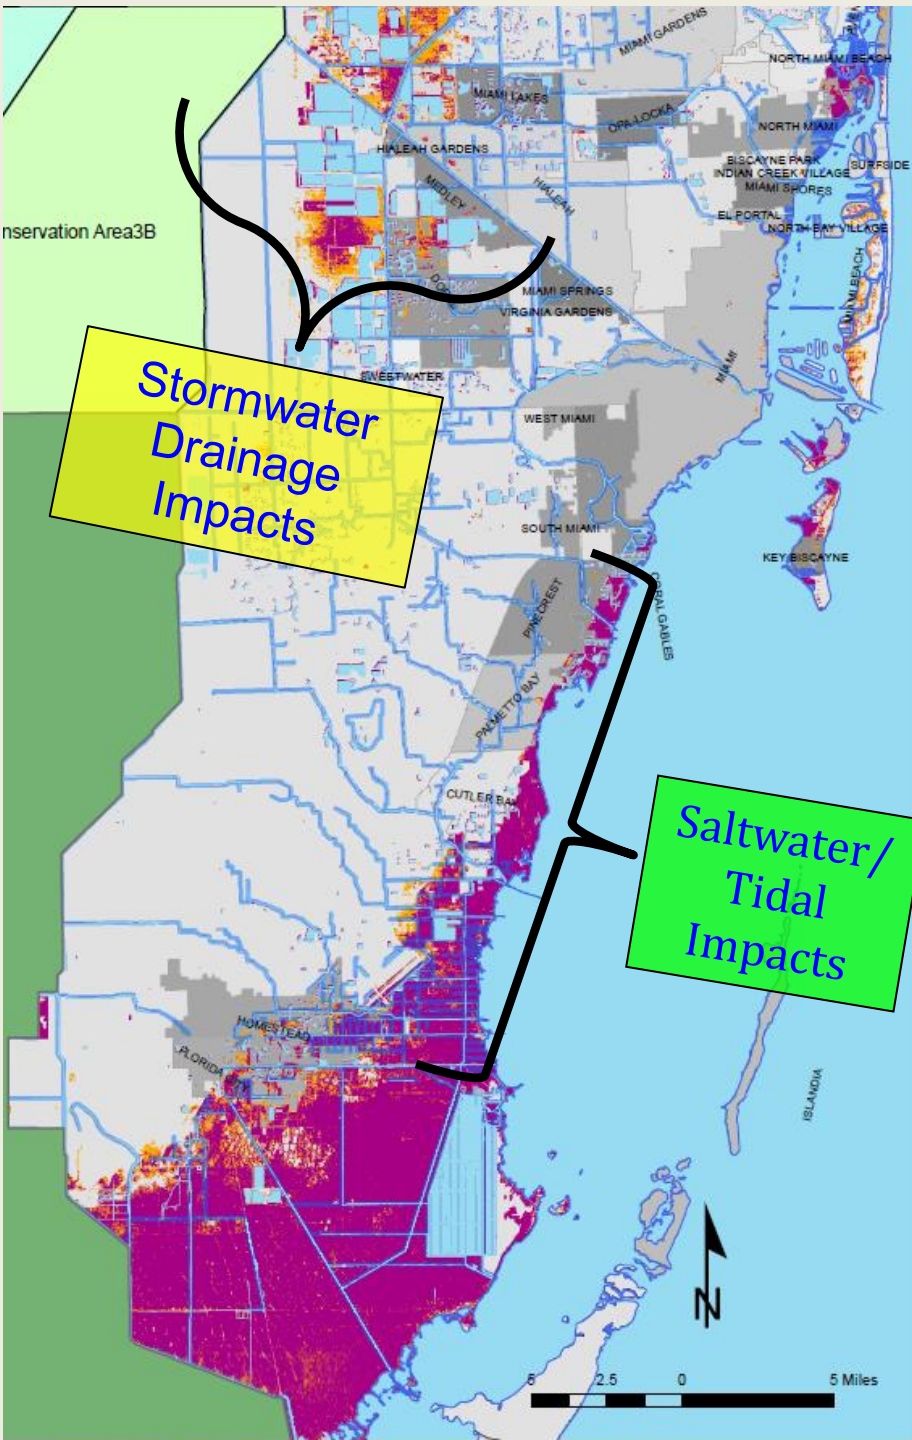 MIAMI GARDENS
NORTH MIAMI BEACH
MIAMI LAKES
OPA-LOCKA
NORTH MIAMI
HIALEAH GARDENS
BISCAYNE PARK
INDIAN CREEK VILLAGE
SURFSIDE
MEDLEY
HIALEAH
MIAMI SHORES
EL PORTAL
NORTH BAY VILLAGE
nservation Area3B
MIAMI BEACH
MIAMI SPRINGS
VIRGINIA GARDENS
Stormwater
Drainage
Impacts
SWEETWATER
MIAMI
WEST MIAMI
SOUTH MIAMI
KEY BISCAYNE
PINECREST
CORAL GABLES
PALMETTO BAY
CUTLER BAY
Saltwater/
Tidal
Impacts
HOMESTEAD
FLORIDA CITY
ISLANDIA
N
2.5 0 5 Miles